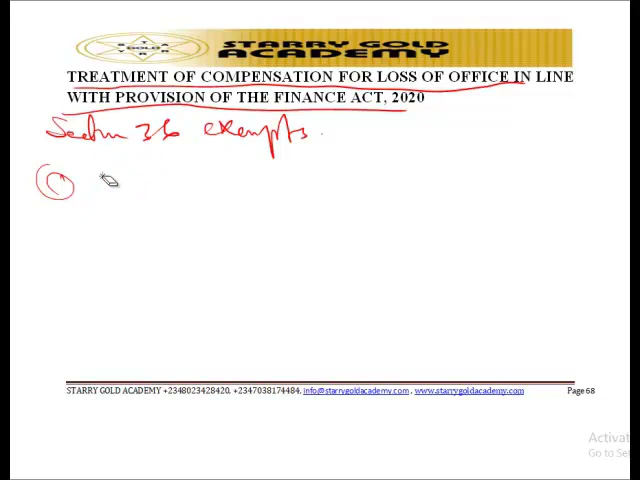 STARRY GOLD
ACADEMY
TREATMENT OF COMPENSATION FOR LOSS OF OFFICE IN LINE
WITH PROVISION OF THE FINANCE ACT, 2020
Section 36 exempts.
STARRY GOLD ACADEMY +2348023428420, +2347038174484, info@starrygoldacademy.com , www.starrygoldacademy.com Page 68
Activat
Go to Set